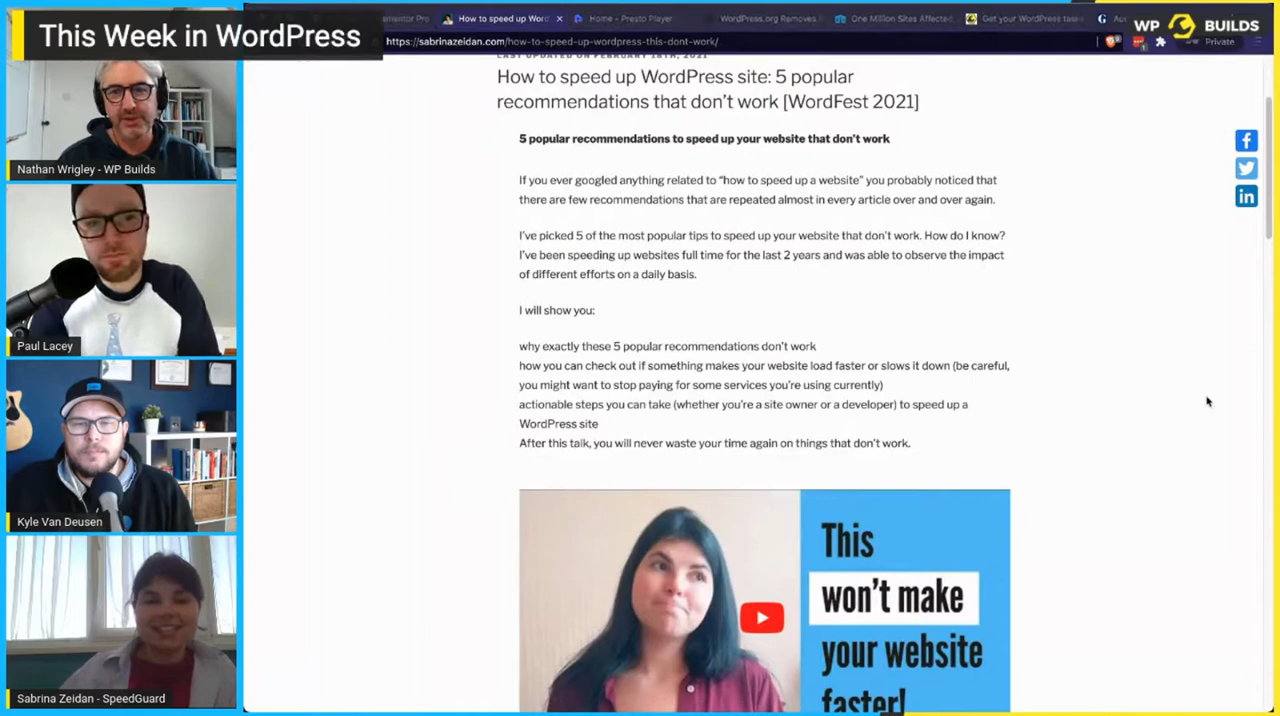 This Week in WordPress
mentor Pro
How to speed up Word
Home - Presto Player
WordPress.org Removes
One Million Sites Affected
Get your WordPress task
WP BUILDS
https://sabrinazeidan.com/how-to-speed-up-wordpress-this-dont-work/
Private
LAST UPDATED ON FEBRUARY 18TH, 2021
How to speed up WordPress site: 5 popular
recommendations that don't work [WordFest 2021]
5 popular recommendations to speed up your website that don't work
If you ever googled anything related to “how to speed up a website” you probably noticed that
there are few recommendations that are repeated almost in every article over and over again.
I've picked 5 of the most popular tips to speed up your website that don't work. How do I know?
I've been speeding up websites full time for the last 2 years and was able to observe the impact
of different efforts on a daily basis.
I will show you:
why exactly these 5 popular recommendations don't work
how you can check out if something makes your website load faster or slows it down (be careful,
you might want to stop paying for some services you're using currently)
actionable steps you can take (whether you're a site owner or a developer) to speed up a
WordPress site
After this talk, you will never waste your time again on things that don't work.
This
won't make
your website
faster!
Nathan Wrigley - WP Builds
Paul Lacey
Kyle Van Deusen
Sabrina Zeidan - SpeedGuard